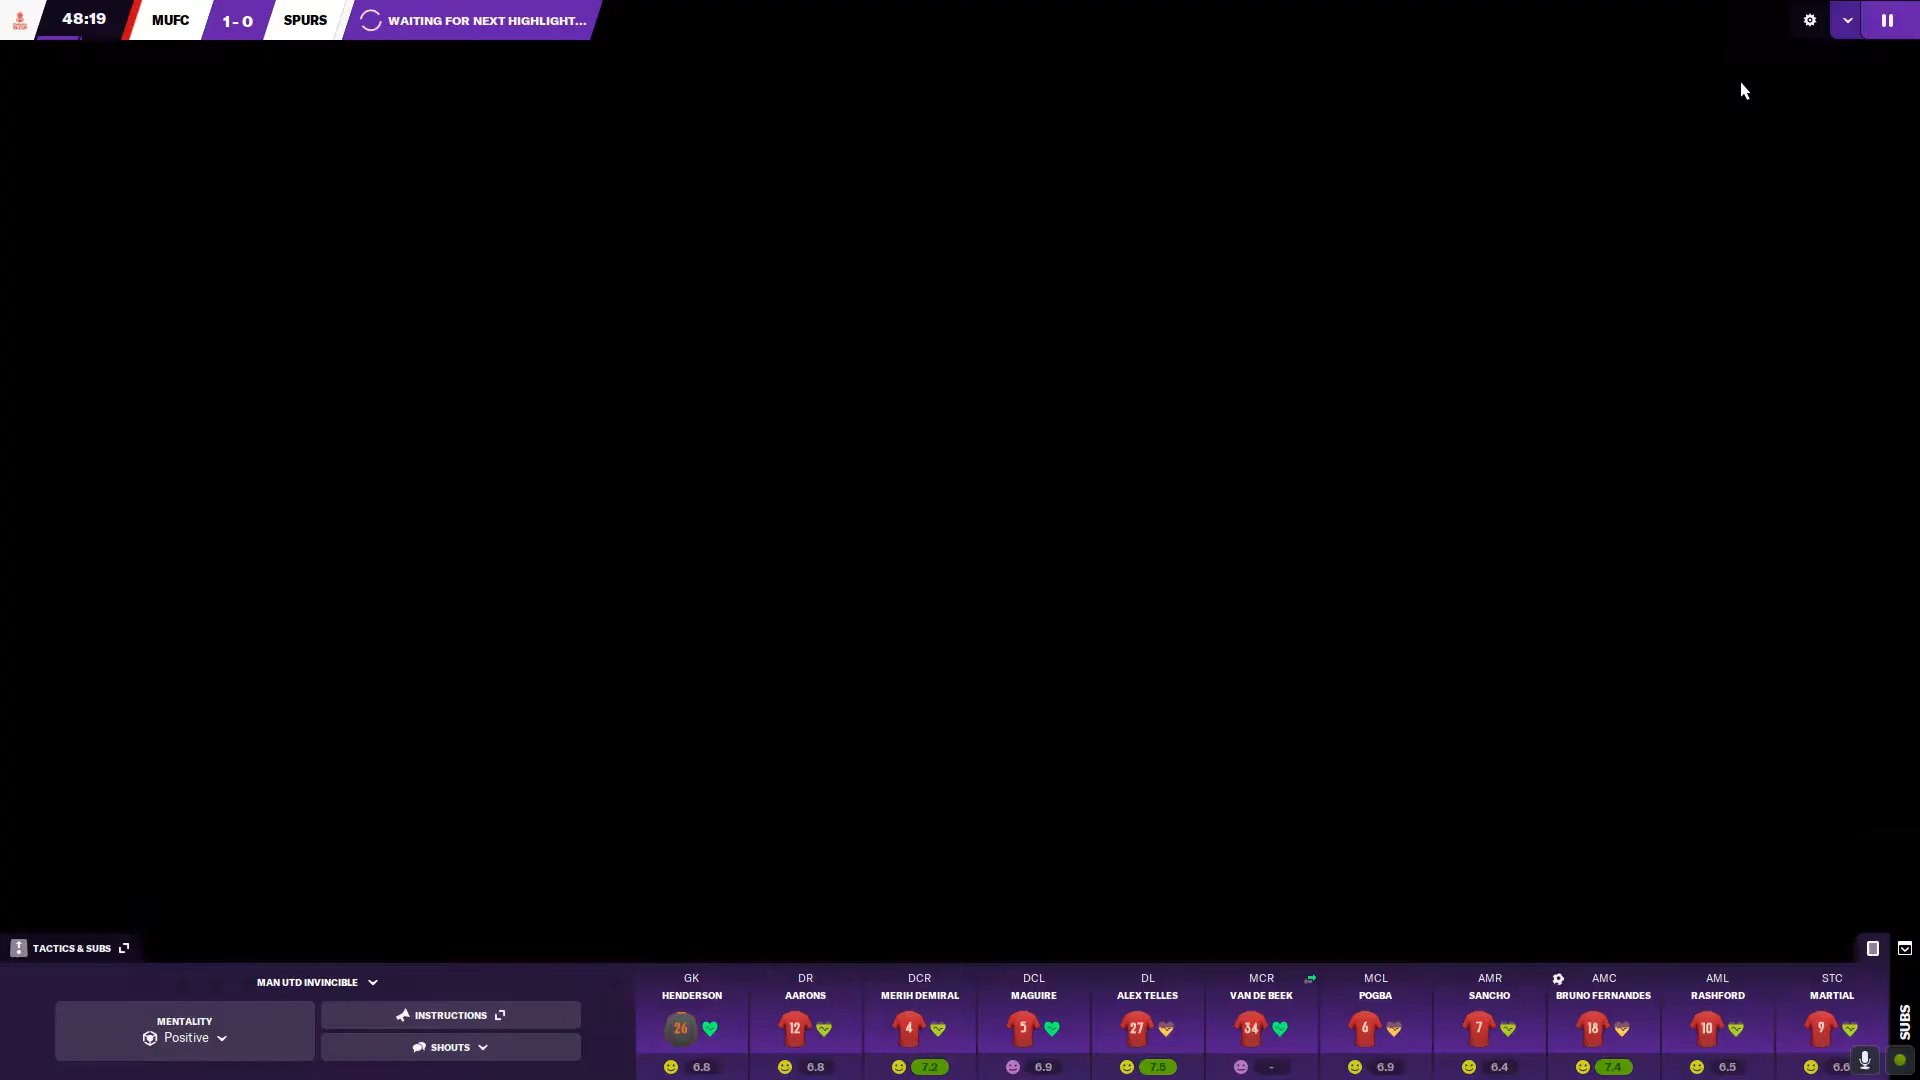 48:19 MUFC 1 - 0 SPURS WAITING FOR NEXT HIGHLIGHT...
TACTICS & SUBS
MAN UTD INVINCIBLE
MENTALITY
Positive
INSTRUCTIONS
SHOUTS
GK DR DCR DCL DL MCR MCL AMR AMC AML STC
HENDERSON AARONS MERIH DEMIRAL MAGUIRE ALEX TELLES VAN DE BEEK POGBA SANCHO BRUNO FERNANDES RASHFORD MARTIAL
26 12 4 5 27 34 6 7 18 10 9
6.8 6.8 7.2 6.9 7.5 - 6.9 6.4 7.4 6.5 6.6
SUBS